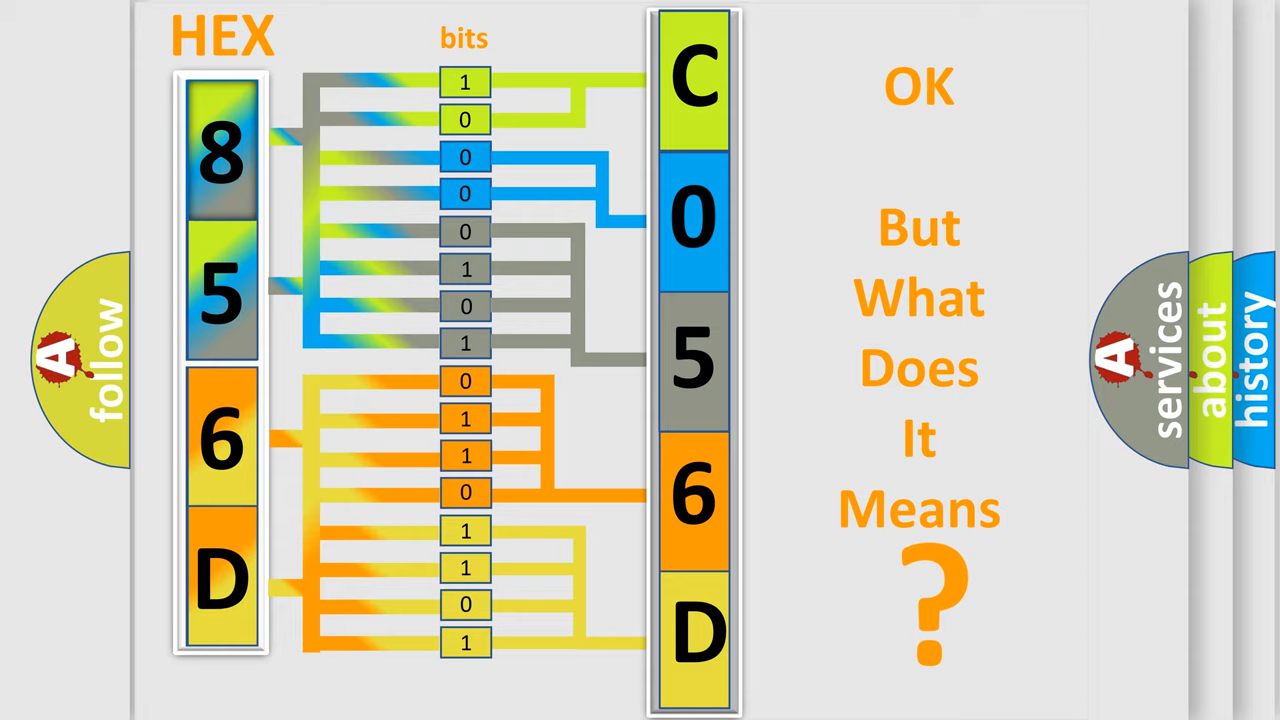 HEX
bits
8
5
6
D
1
0
0
0
0
1
0
1
0
1
1
0
1
1
0
1
C
0
5
6
D
OK
But
What
Does
It
Means
?
A
follow
A
services
about
history